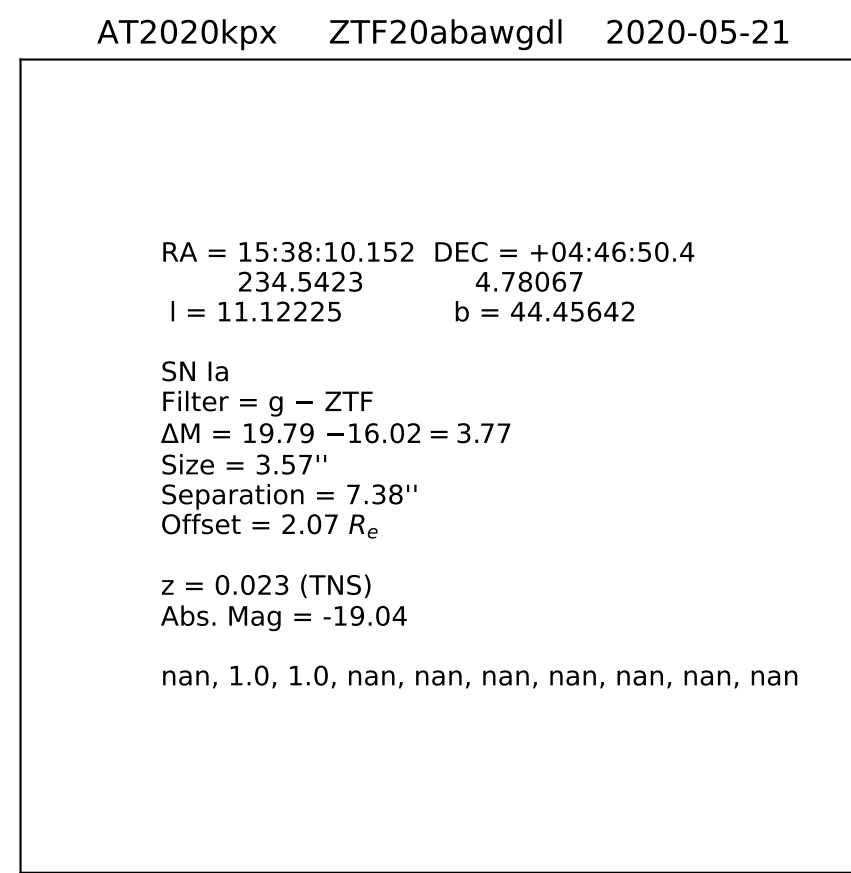 AT2020kpx ZTF20abawgdl 2020-05-21
RA = 15:38:10.152 DEC = +04:46:50.4
234.5423 4.78067
l = 11.12225 b = 44.45642
SN Ia
Filter = g − ZTF
ΔM = 19.79 −16.02 = 3.77
Size = 3.57''
Separation = 7.38''
Offset = 2.07 Rₑ
z = 0.023 (TNS)
Abs. Mag = -19.04
nan, 1.0, 1.0, nan, nan, nan, nan, nan, nan, nan